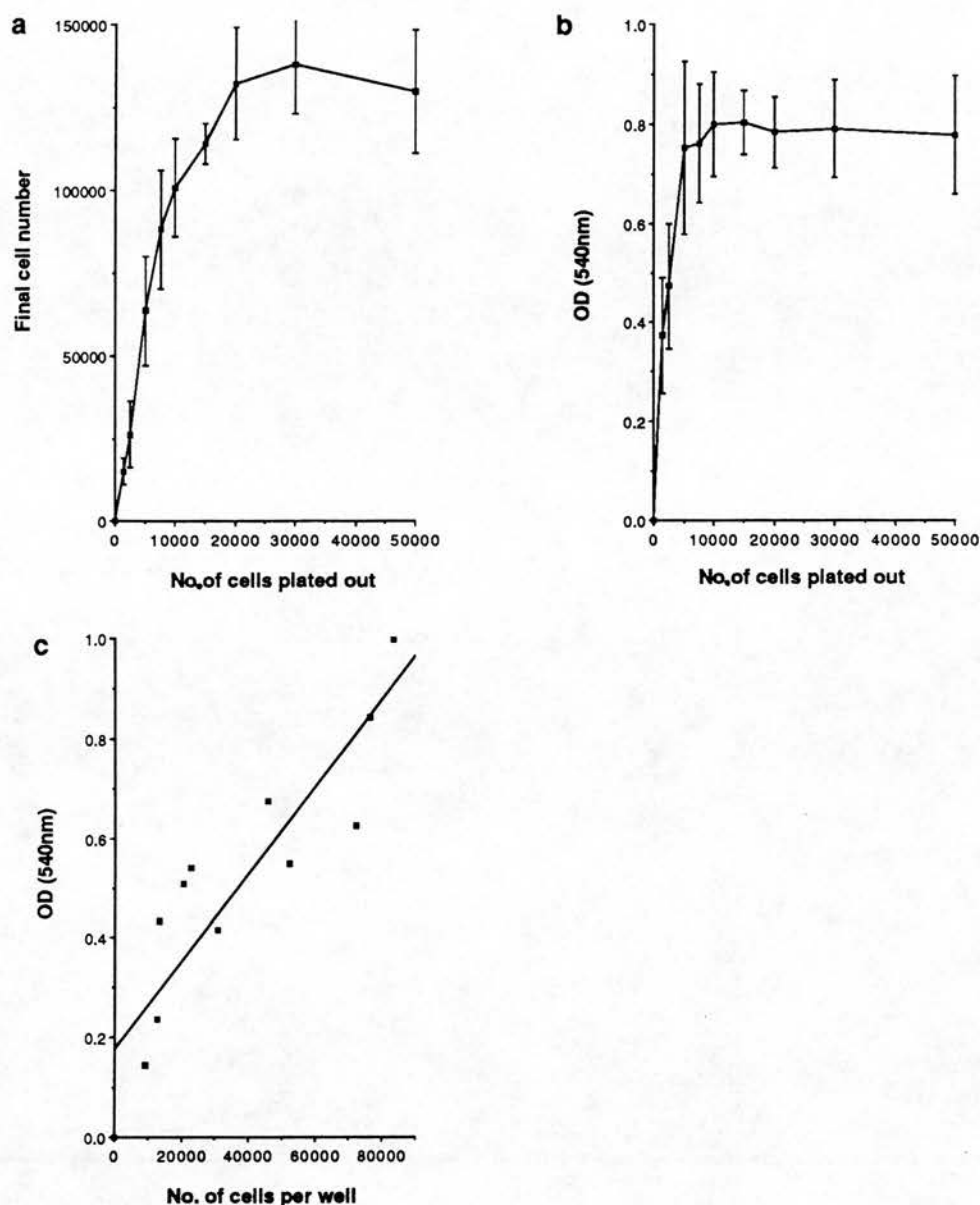 a
150000
100000
50000
0
Final cell number
0 10000 20000 30000 40000 50000
No.of cells plated out
b
1.0
0.8
0.6
0.4
0.2
0.0
OD (540nm)
0 10000 20000 30000 40000 50000
No.of cells plated out
c
1.0
0.8
0.6
0.4
0.2
0.0
OD (540nm)
0 20000 40000 60000 80000
No. of cells per well